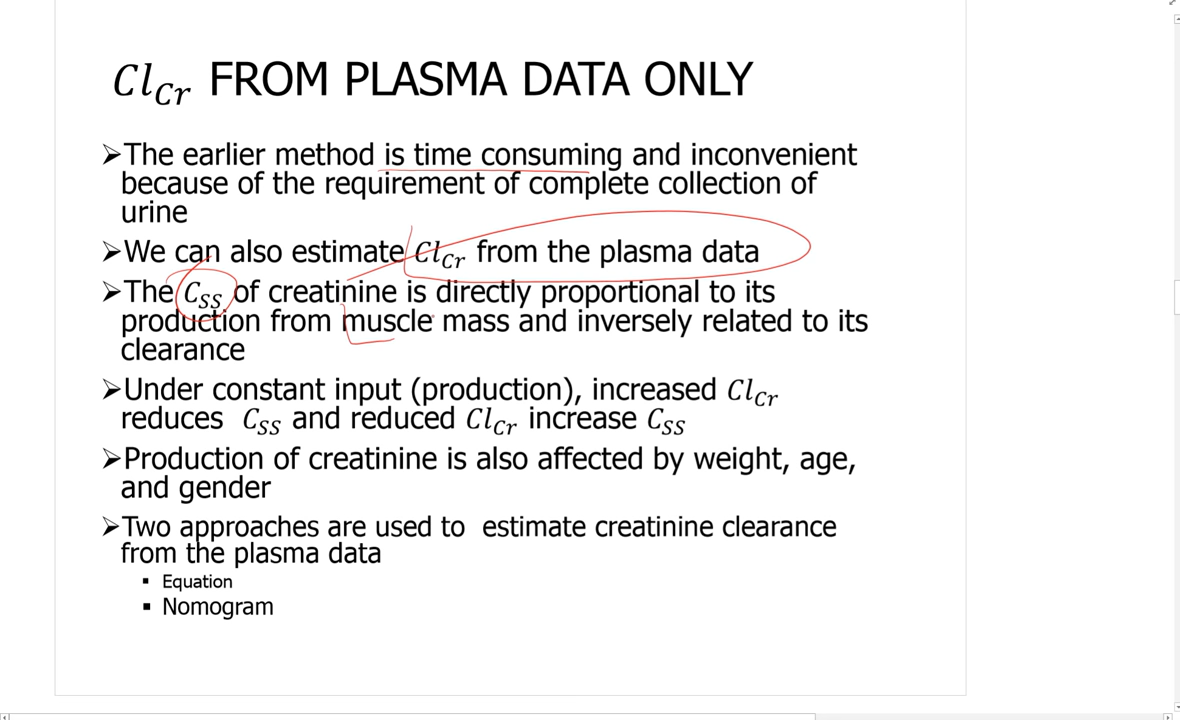 Cl_Cr FROM PLASMA DATA ONLY
➢The earlier method is time consuming and inconvenient
because of the requirement of complete collection of
urine
➢We can also estimate Cl_Cr from the plasma data
➢The C_SS of creatinine is directly proportional to its
production from muscle mass and inversely related to its
clearance
➢Under constant input (production), increased Cl_Cr
reduces C_SS and reduced Cl_Cr increase C_SS
➢Production of creatinine is also affected by weight, age,
and gender
➢Two approaches are used to estimate creatinine clearance
from the plasma data
▪ Equation
▪ Nomogram